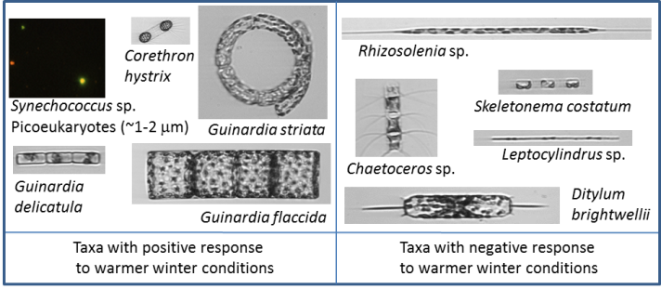 Corethron
hystrix
Synechococcus sp.
Picoeukaryotes (~1-2 µm)
Guinardia striata
Guinardia
delicatula
Guinardia flaccida
Taxa with positive response
to warmer winter conditions
Rhizosolenia sp.
Skeletonema costatum
Chaetoceros sp.
Leptocylindrus sp.
Ditylum
brightwellii
Taxa with negative response
to warmer winter conditions